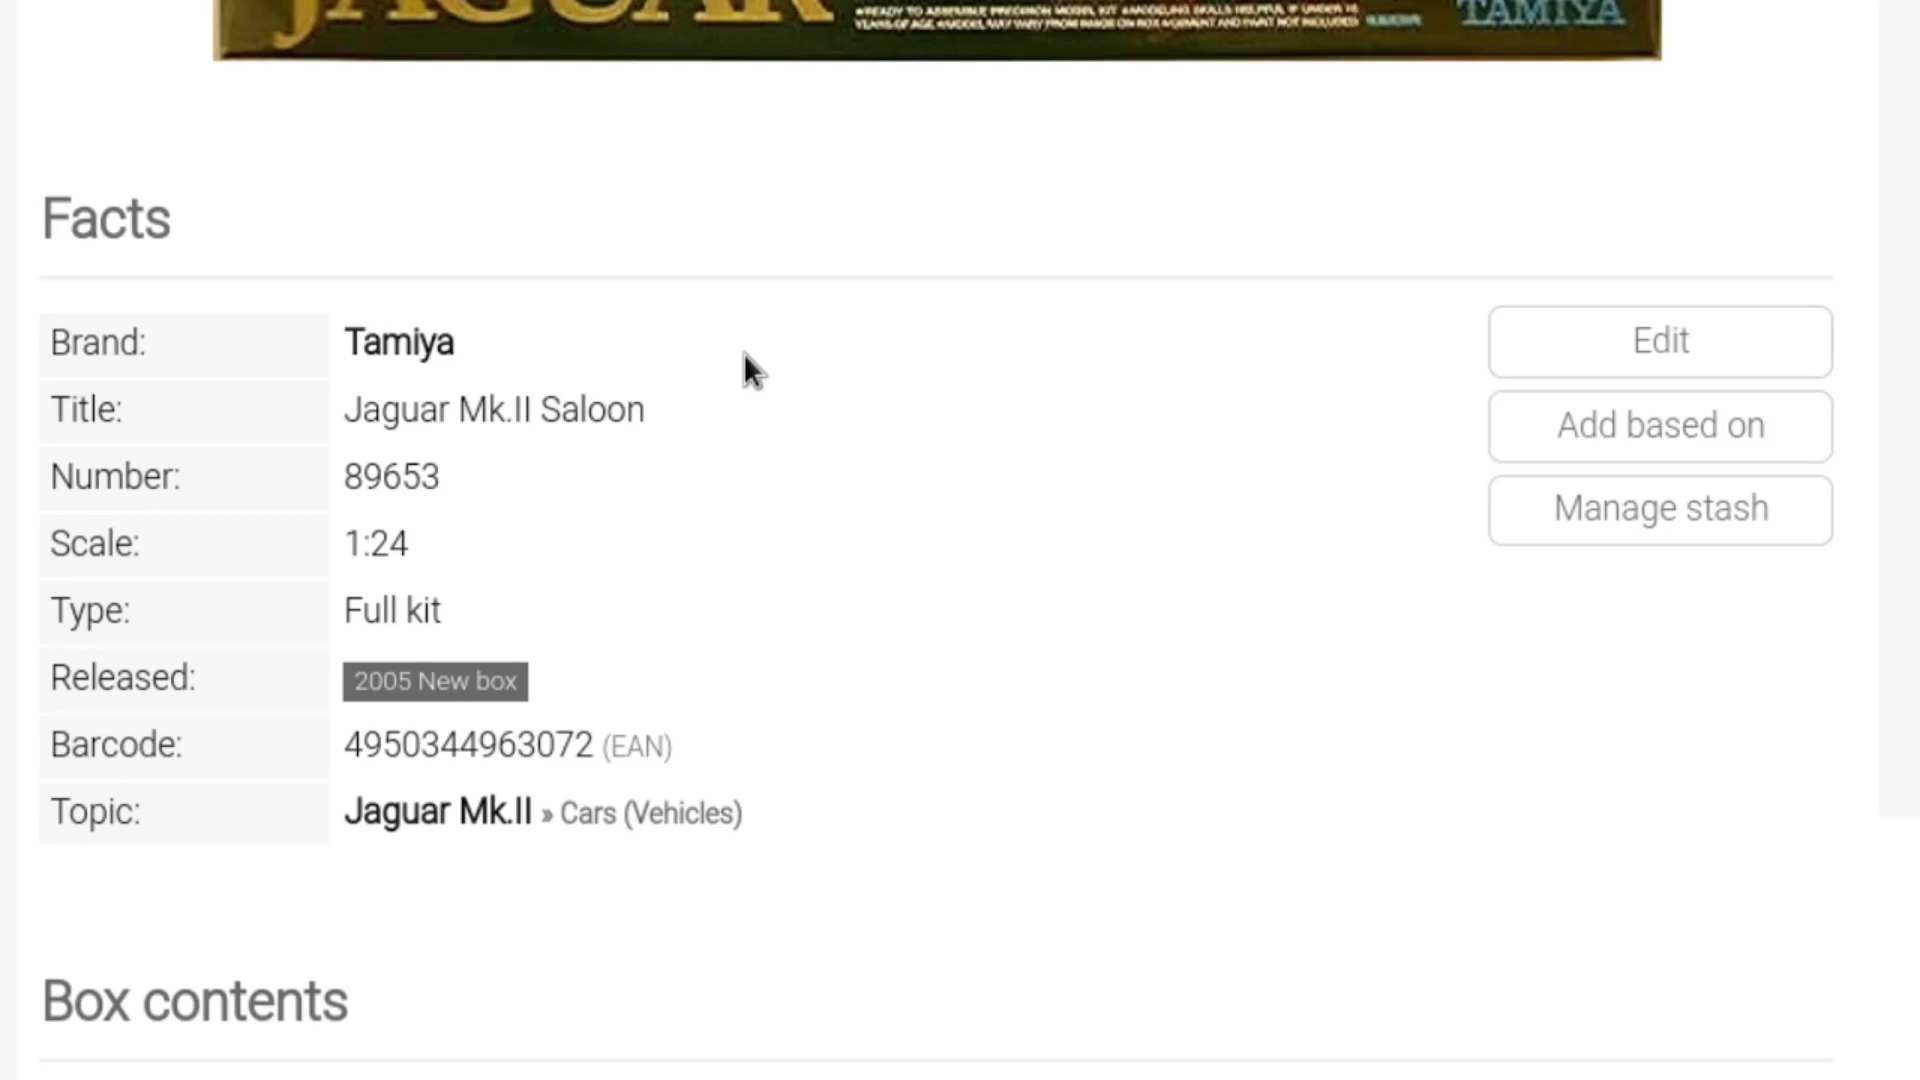 JAGUAR
TAMIYA
Facts
Brand: Tamiya
Title: Jaguar Mk.II Saloon
Number: 89653
Scale: 1:24
Type: Full kit
Released: 2005 New box
Barcode: 4950344963072 (EAN)
Topic: Jaguar Mk.II » Cars (Vehicles)
Edit
Add based on
Manage stash
Box contents